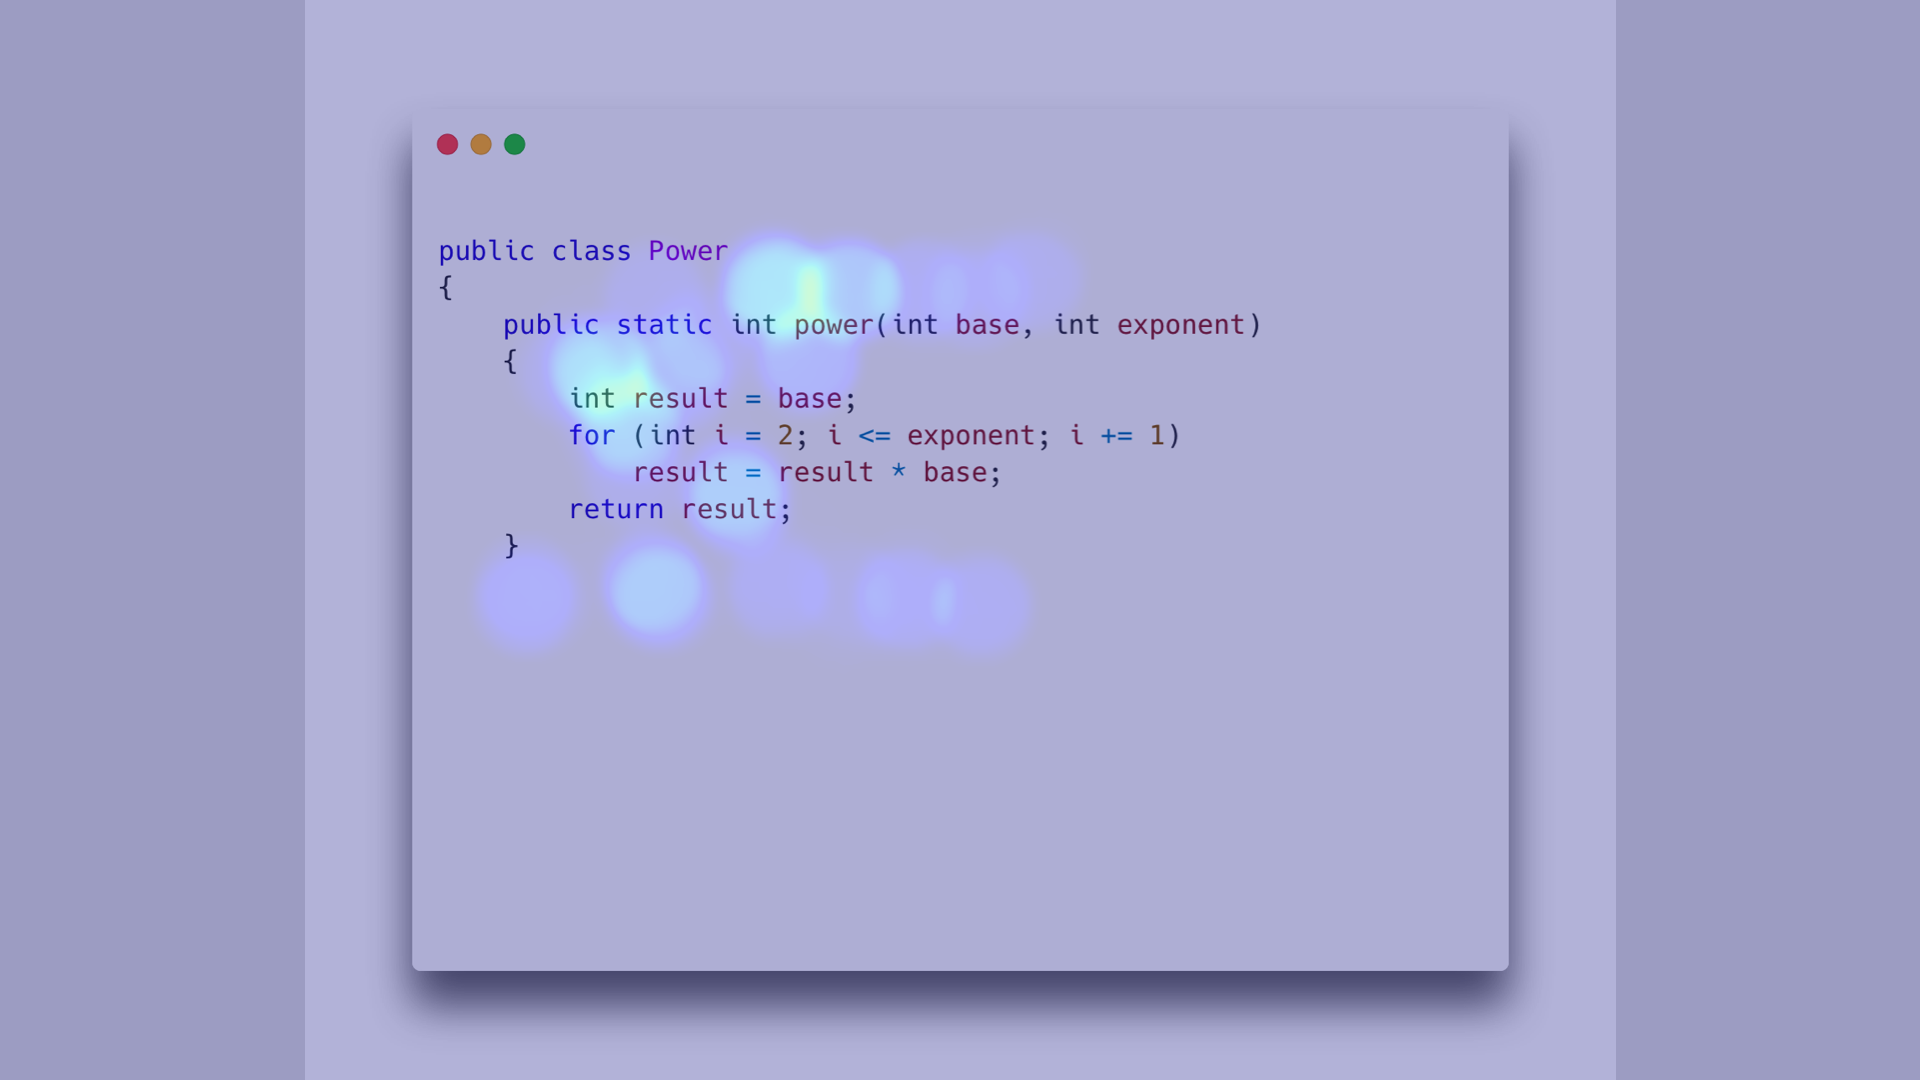 public class Power
{
    public static int power(int base, int exponent)
    {
        int result = base;
        for (int i = 2; i <= exponent; i += 1)
            result = result * base;
        return result;
    }